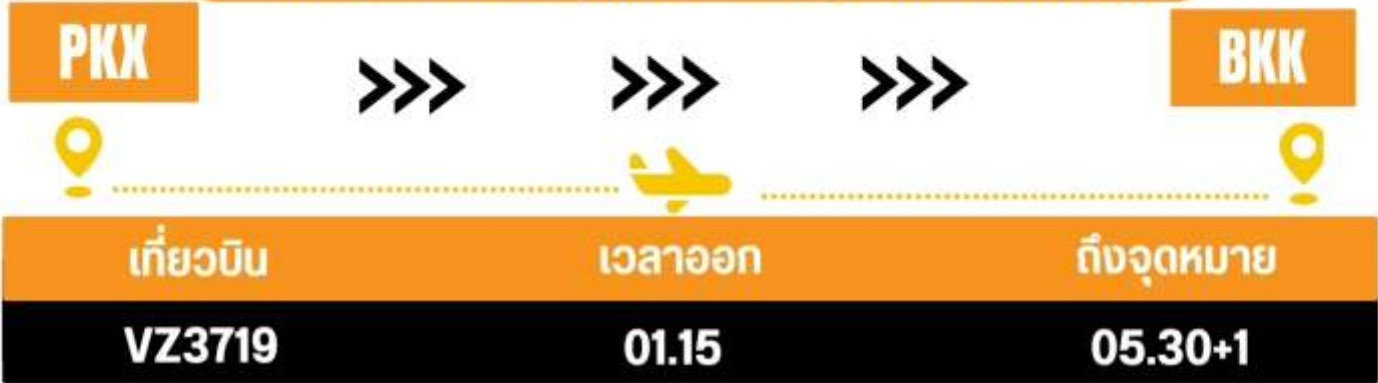 PKX >>> >>> >>> BKK
เที่ยวบิน เวลาออก ถึงจุดหมาย
VZ3719 01.15 05.30+1